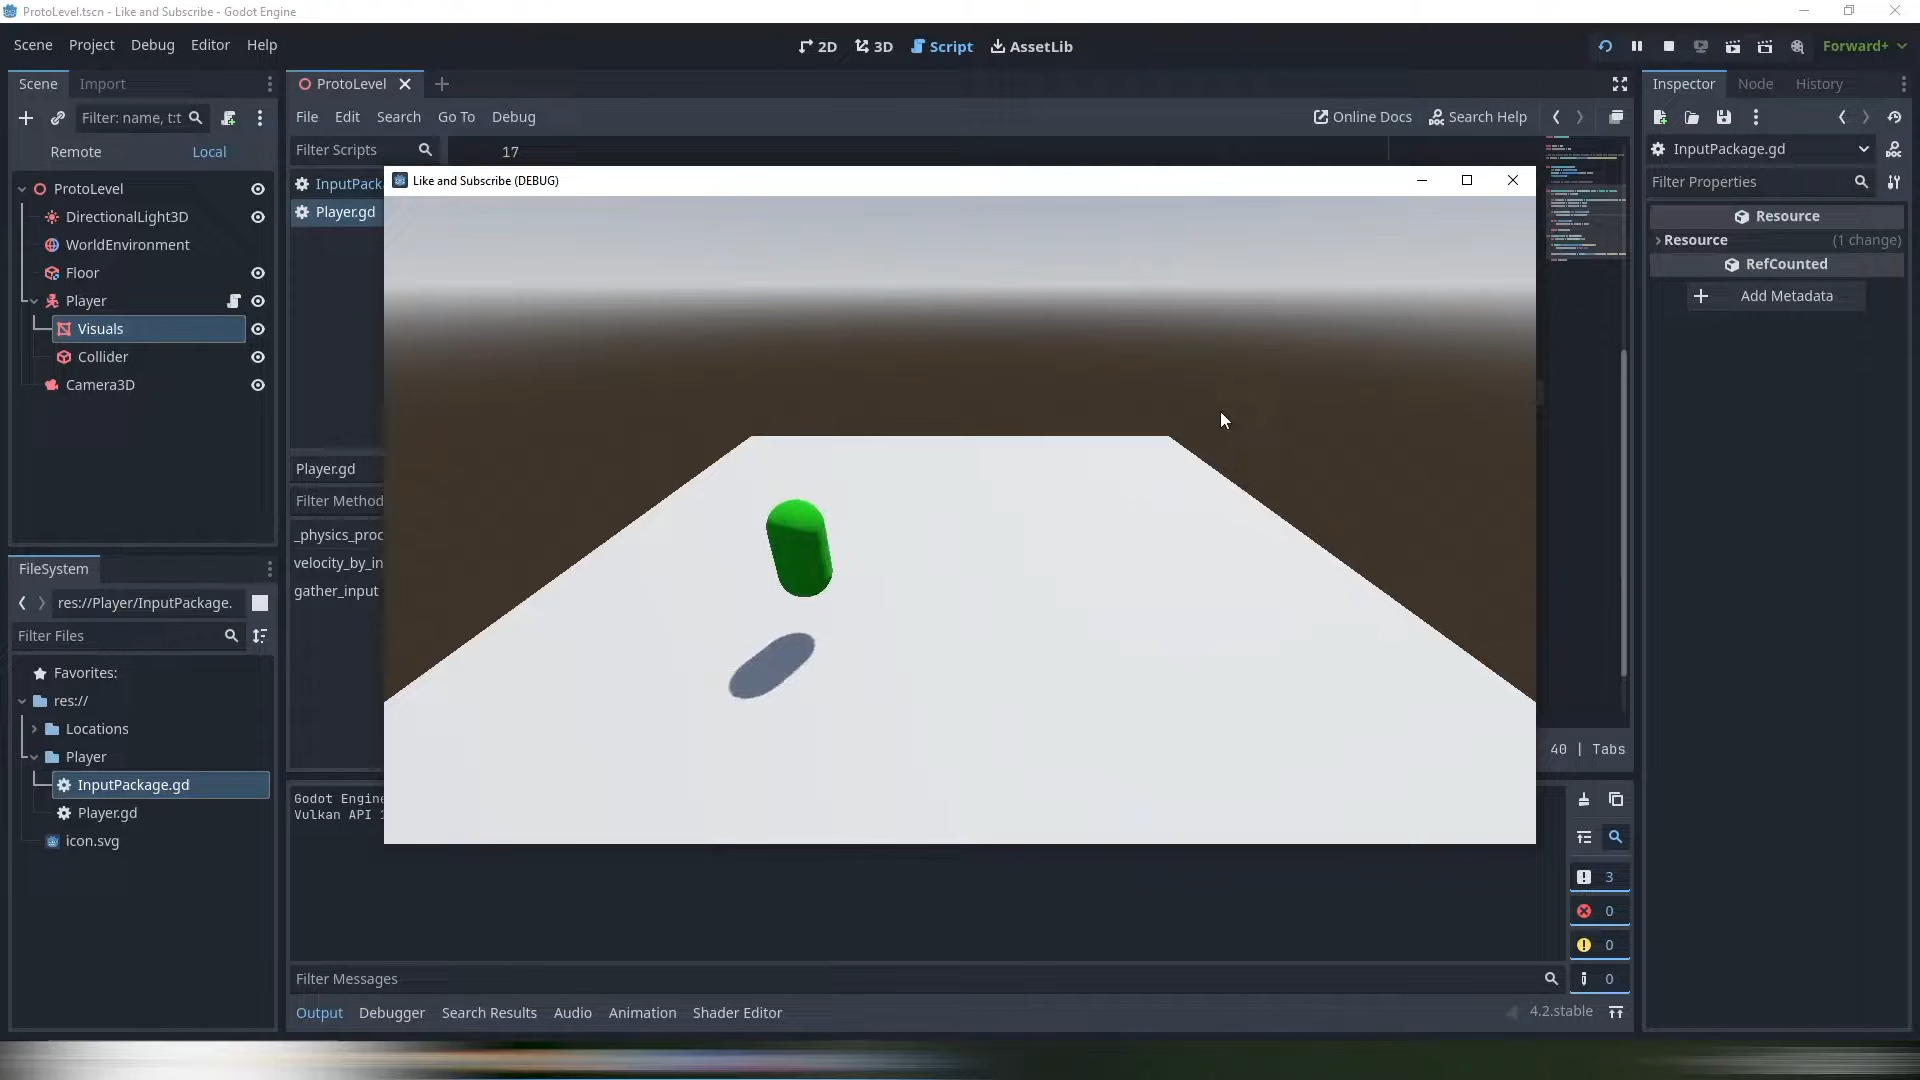 ProtoLevel.tscn - Like and Subscribe - Godot Engine
Scene Project Debug Editor Help
2D 3D Script AssetLib
Forward+
Scene Import
ProtoLevel
Inspector Node History
Filter: name, t:t
File Edit Search Go To Debug
Online Docs Search Help
Remote Local
Filter Scripts
17
InputPackage.gd
Filter Properties
ProtoLevel
DirectionalLight3D
WorldEnvironment
Floor
Player
Visuals
Collider
Camera3D
InputPack
Player.gd
Like and Subscribe (DEBUG)
Resource
Resource (1 change)
RefCounted
Add Metadata
Player.gd
Filter Method
_physics_proc
velocity_by_in
gather_input
FileSystem
res://Player/InputPackage.
Filter Files
Favorites:
res://
Locations
Player
InputPackage.gd
Player.gd
icon.svg
40 | Tabs
Godot Engine
Vulkan API
3
0
0
0
Filter Messages
Output Debugger Search Results Audio Animation Shader Editor
4.2.stable